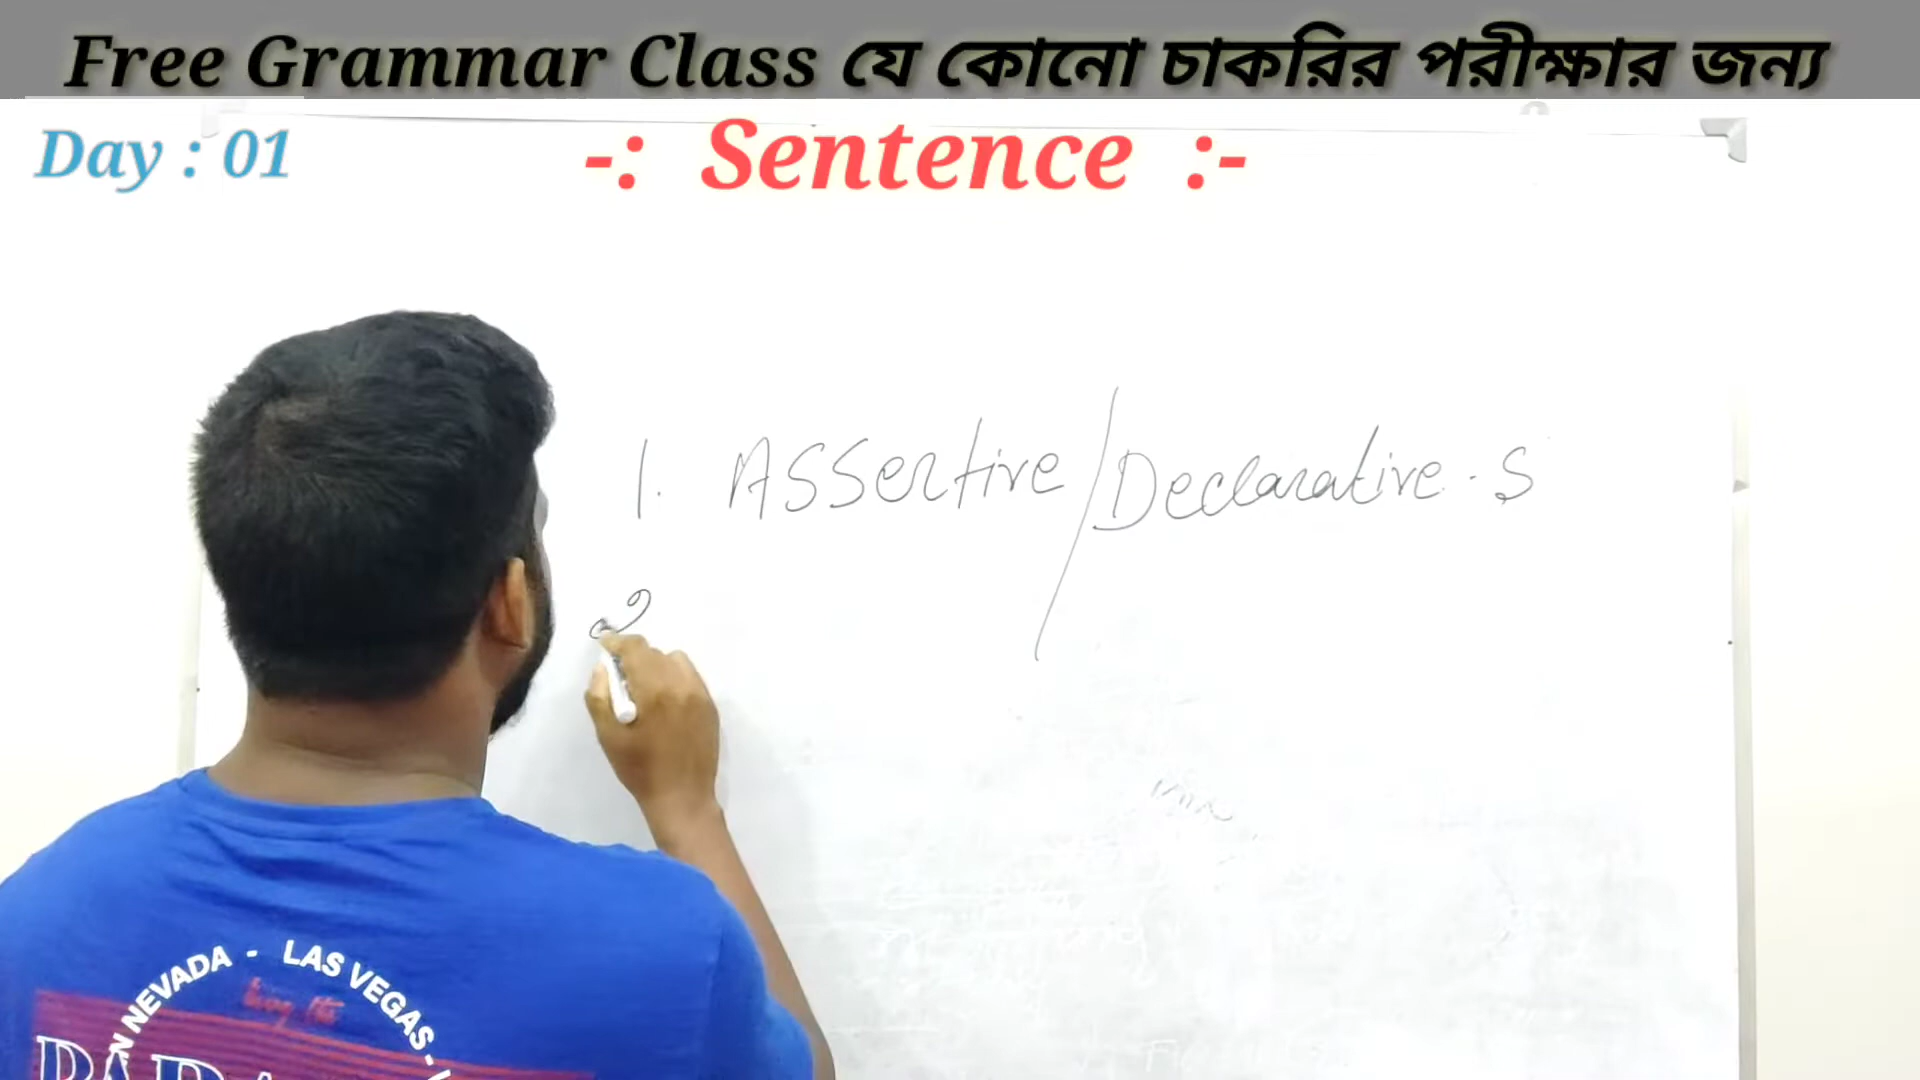 Free Grammar Class যে কোনো চাকরির পরীক্ষার জন্য
Day : 01
-: Sentence :-
1. Assertive/Declarative.S
2
NEVADA - LAS VEGAS -